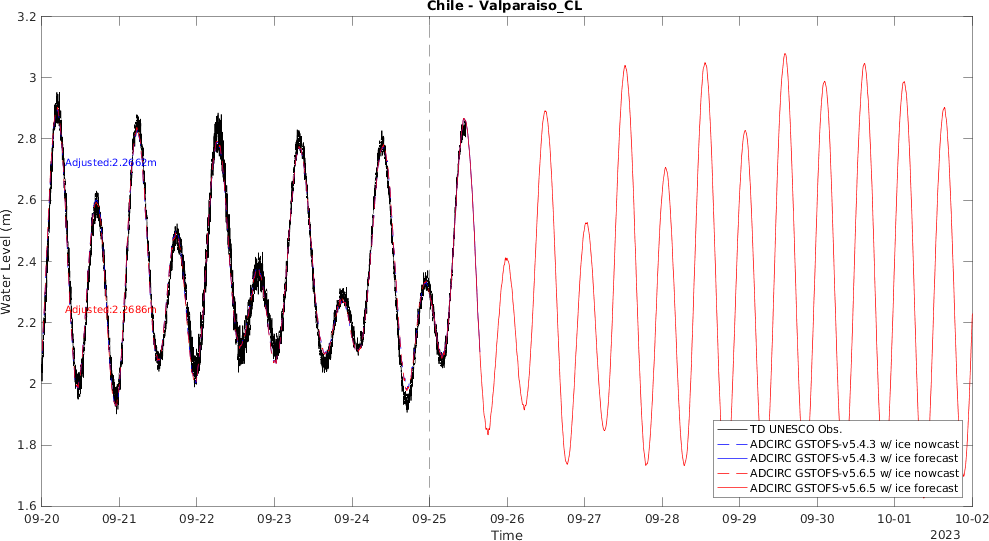 Chile - Valparaiso_CL
3.2
3
2.8
2.6
2.4
2.2
2
1.8
1.6
Water Level (m)
Adjusted:2.2662m
Adjusted:2.2686m
TD UNESCO Obs.
ADCIRC GSTOFS-v5.4.3 w/ ice nowcast
ADCIRC GSTOFS-v5.4.3 w/ ice forecast
ADCIRC GSTOFS-v5.6.5 w/ ice nowcast
ADCIRC GSTOFS-v5.6.5 w/ ice forecast
09-20 09-21 09-22 09-23 09-24 09-25 09-26 09-27 09-28 09-29 09-30 10-01 10-02
Time
2023